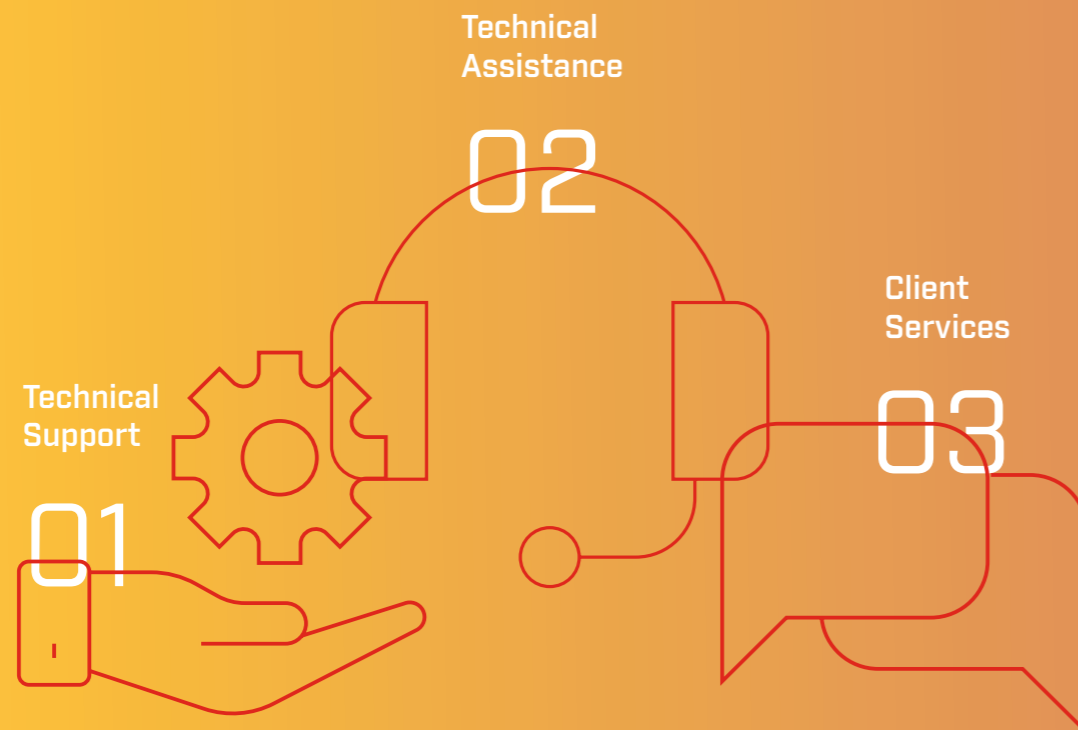 Technical
Support
01
Technical
Assistance
02
Client
Services
03